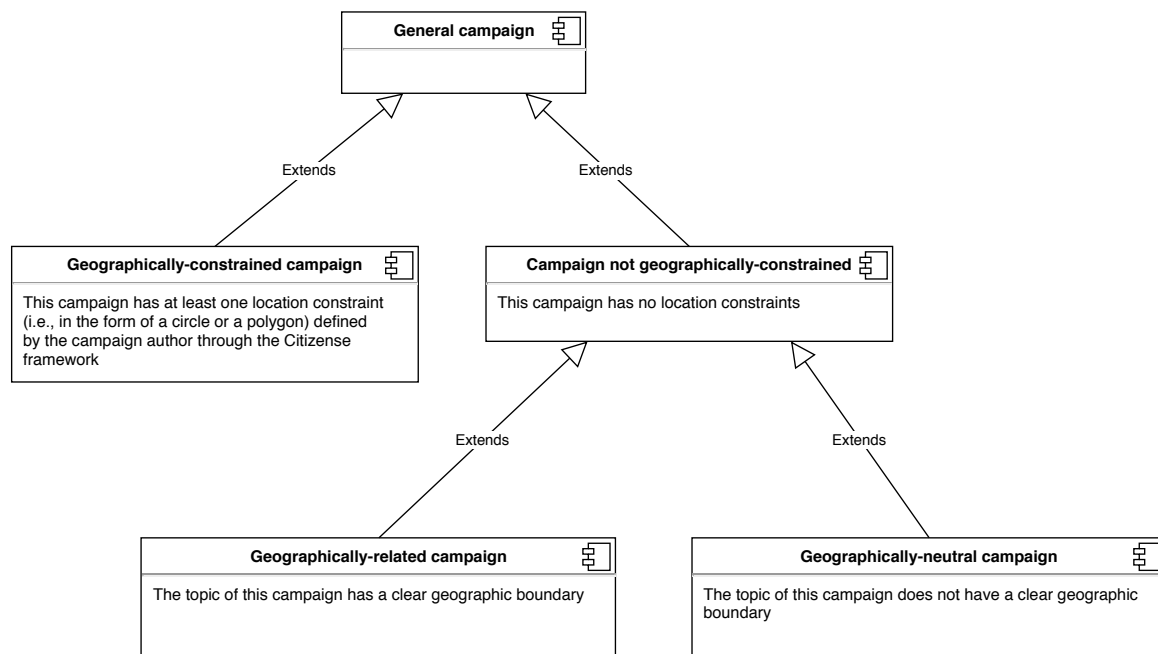 General campaign
Extends
Extends
Geographically-constrained campaign
This campaign has at least one location constraint
(i.e., in the form of a circle or a polygon) defined
by the campaign author through the Citizense
framework
Campaign not geographically-constrained
This campaign has no location constraints
Extends
Extends
Geographically-related campaign
The topic of this campaign has a clear geographic boundary
Geographically-neutral campaign
The topic of this campaign does not have a clear geographic
boundary